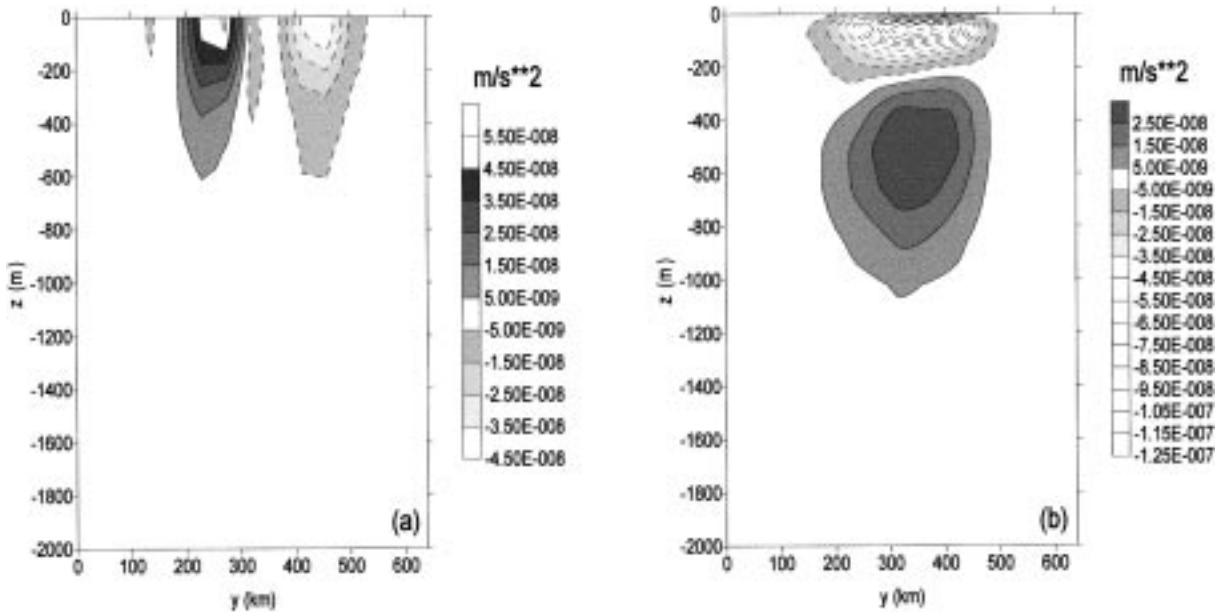 0
-200
-400
-600
-800
-1000
-1200
-1400
-1600
-1800
-2000
z (m)
0 100 200 300 400 500 600
y (km)
(a)
m/s**2
5.50E-008
4.50E-008
3.50E-008
2.50E-008
1.50E-008
5.00E-009
-5.00E-009
-1.50E-008
-2.50E-008
-3.50E-008
-4.50E-008
0
-200
-400
-600
-800
-1000
-1200
-1400
-1600
-1800
-2000
z (m)
0 100 200 300 400 500 600
y (km)
(b)
m/s**2
2.50E-008
1.50E-008
5.00E-009
-5.00E-009
-1.50E-008
-2.50E-008
-3.50E-008
-4.50E-008
-5.50E-008
-6.50E-008
-7.50E-008
-8.50E-008
-9.50E-008
-1.05E-007
-1.15E-007
-1.25E-007